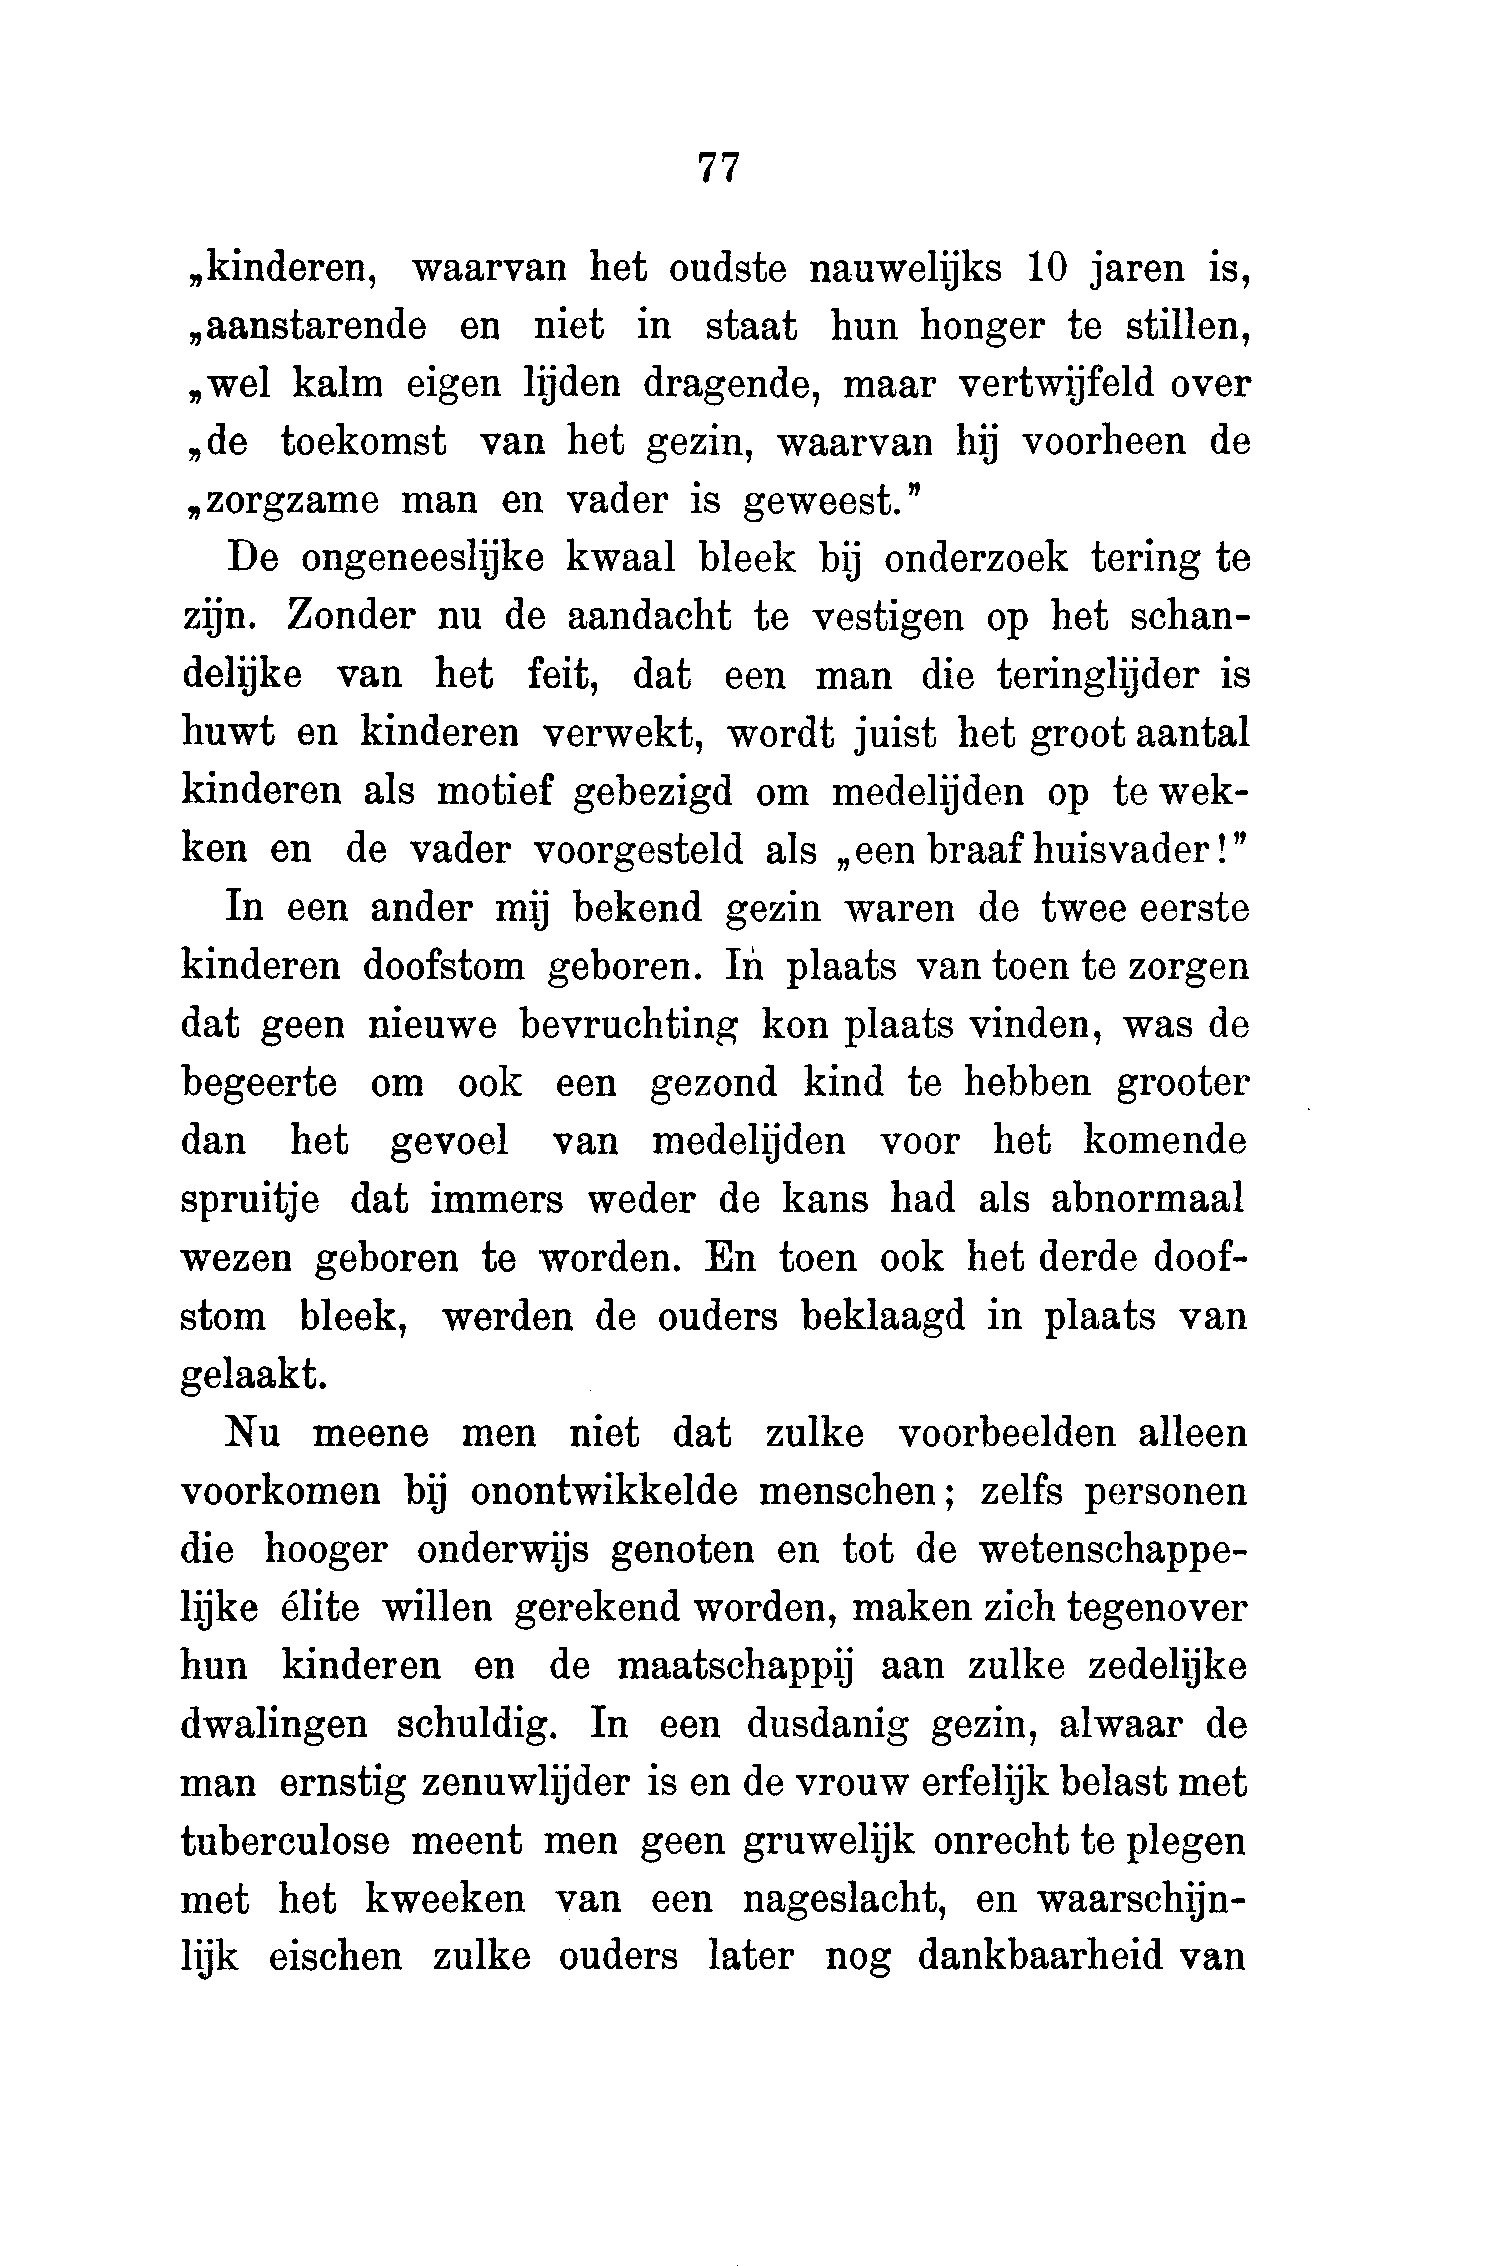 77
„kinderen, waarvan het oudste nauwelijks 10 jaren is,
„aanstarende en niet in staat hun honger te stillen,
„wel kalm eigen lijden dragende, maar vertwijfeld over
„de toekomst van het gezin, waarvan hij voorheen de
„zorgzame man en vader is geweest.”
De ongeneeslijke kwaal bleek bij onderzoek tering te
zijn. Zonder nu de aandacht te vestigen op het schan-
delijke van het feit, dat een man die teringlijder is
huwt en kinderen verwekt, wordt juist het groot aantal
kinderen als motief gebezigd om medelijden op te wek-
ken en de vader voorgesteld als „een braaf huisvader!”
In een ander mij bekend gezin waren de twee eerste
kinderen doofstom geboren. In plaats van toen te zorgen
dat geen nieuwe bevruchting kon plaats vinden, was de
begeerte om ook een gezond kind te hebben grooter
dan het gevoel van medelijden voor het komende
spruitje dat immers weder de kans had als abnormaal
wezen geboren te worden. En toen ook het derde doof-
stom bleek, werden de ouders beklaagd in plaats van
gelaakt.
Nu meene men niet dat zulke voorbeelden alleen
voorkomen bij onontwikkelde menschen; zelfs personen
die hooger onderwijs genoten en tot de wetenschappe-
lijke élite willen gerekend worden, maken zich tegenover
hun kinderen en de maatschappij aan zulke zedelijke
dwalingen schuldig. In een dusdanig gezin, alwaar de
man ernstig zenuwlijder is en de vrouw erfelijk belast met
tuberculose meent men geen gruwelijk onrecht te plegen
met het kweeken van een nageslacht, en waarschijn-
lijk eischen zulke ouders later nog dankbaarheid van